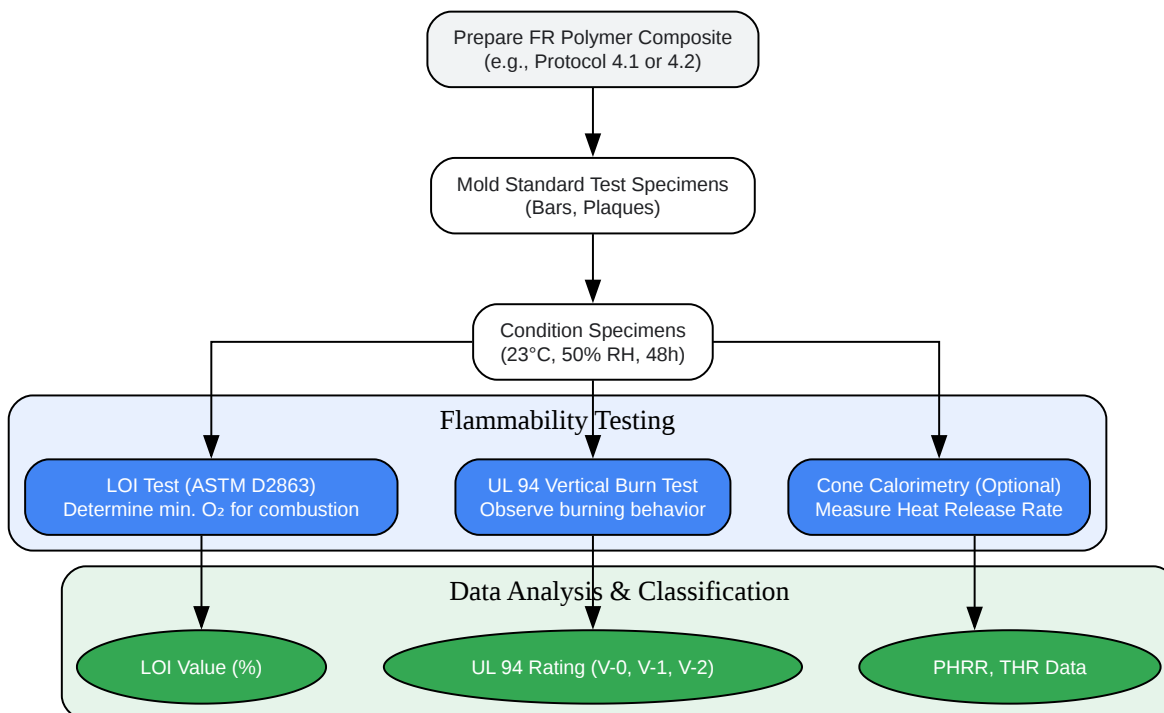 Prepare FR Polymer Composite
(e.g., Protocol 4.1 or 4.2)
Mold Standard Test Specimens
(Bars, Plaques)
Condition Specimens
(23°C, 50% RH, 48h)
Flammability Testing
LOI Test (ASTM D2863)
Determine min. O₂ for combustion
UL 94 Vertical Burn Test
Observe burning behavior
Cone Calorimetry (Optional)
Measure Heat Release Rate
Data Analysis & Classification
LOI Value (%)
UL 94 Rating (V-0, V-1, V-2)
PHRR, THR Data